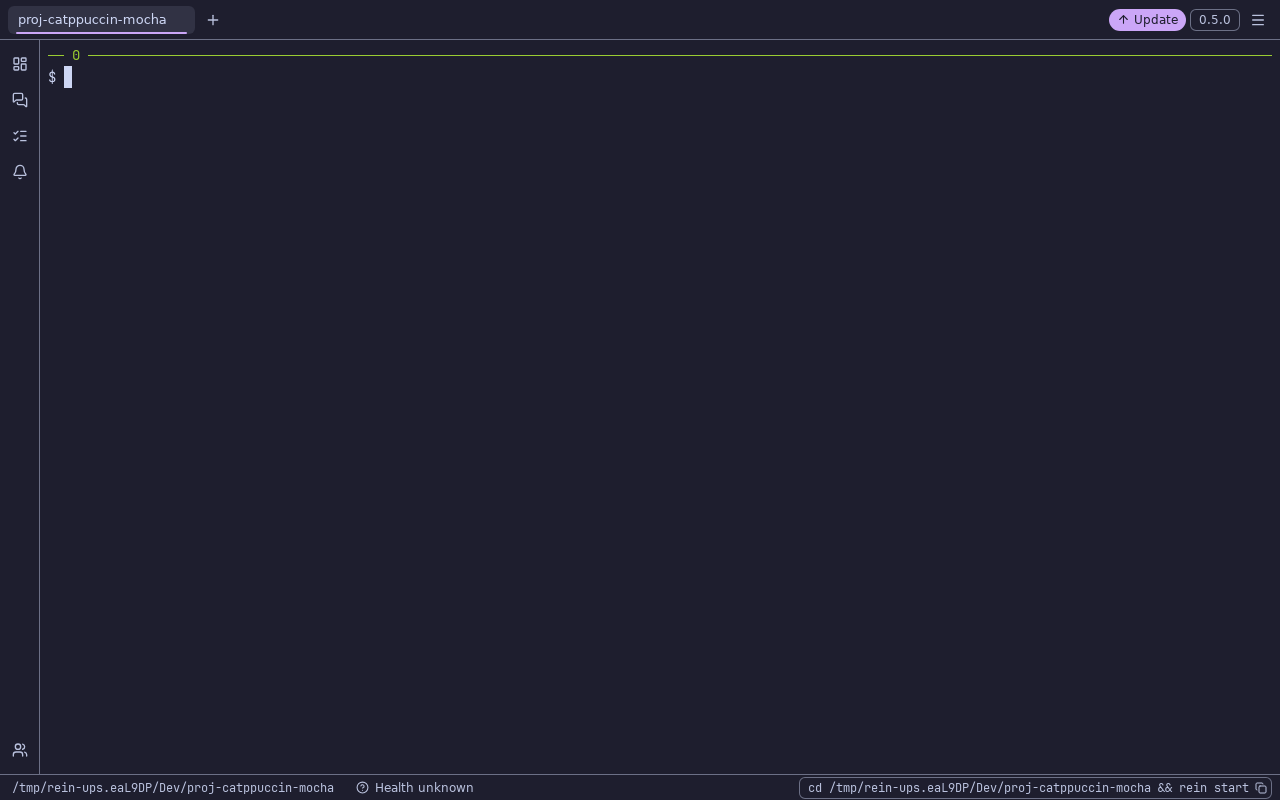 proj-catppuccin-mocha
Update
0.5.0
0
$
/tmp/rein-ups.eaL9DP/Dev/proj-catppuccin-mocha
Health unknown
cd /tmp/rein-ups.eaL9DP/Dev/proj-catppuccin-mocha && rein start